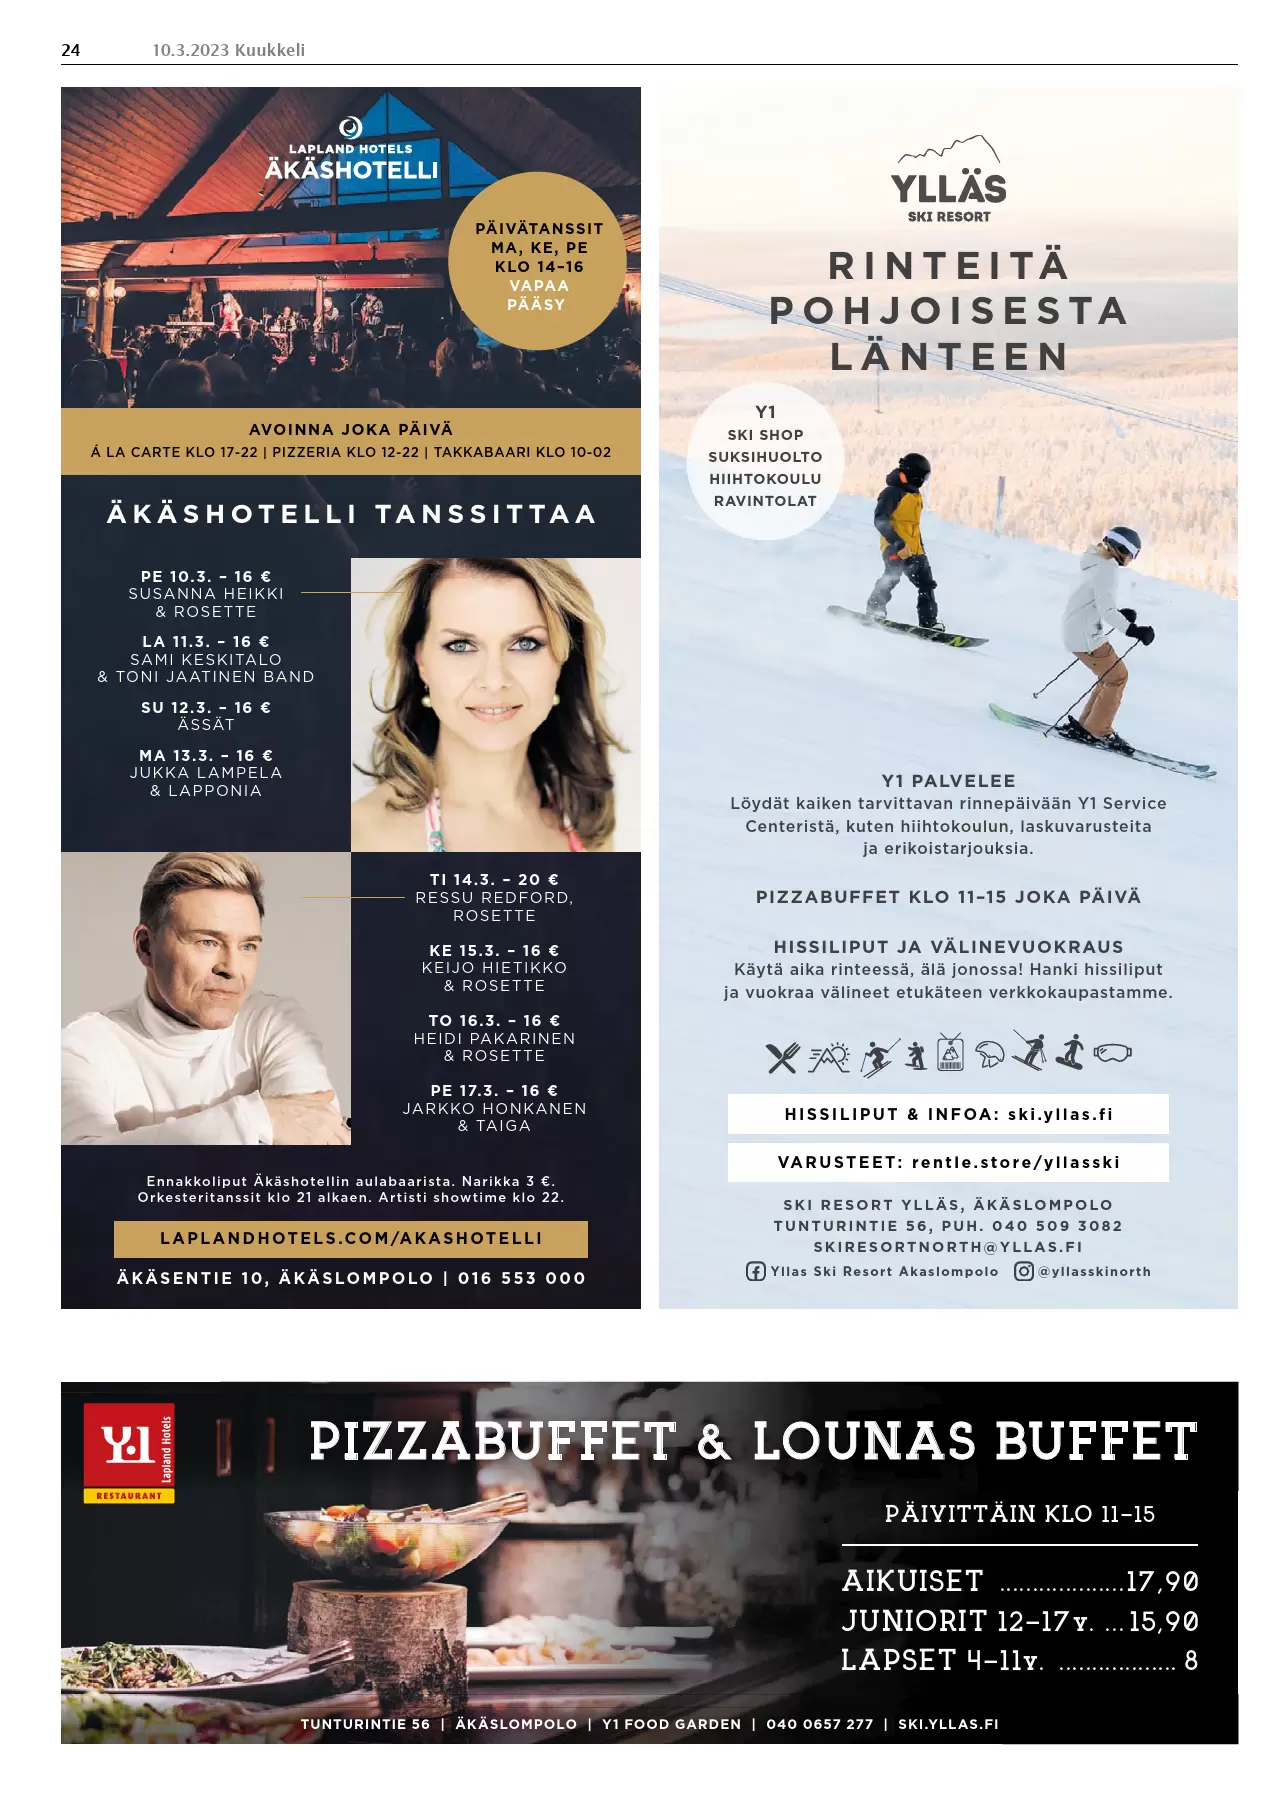 24
10.3.2023 Kuukkeli
LAPLAND HOTELS
ÄKÄSHOTELLI
PÄIVÄTANSSIT
MA, KE, PE
KLO 14–16
VAPAA
PÄÄSY
AVOINNA JOKA PÄIVÄ
Á LA CARTE KLO 17-22 | PIZZERIA KLO 12-22 | TAKKABAARI KLO 10-02
ÄKÄSHOTELLI TANSSITTAA
PE 10.3. – 16 €
SUSANNA HEIKKI
& ROSETTE
LA 11.3. – 16 €
SAMI KESKITALO
& TONI JAATINEN BAND
SU 12.3. – 16 €
ÄSSÄT
MA 13.3. – 16 €
JUKKA LAMPELA
& LAPPONIA
TI 14.3. – 20 €
RESSU REDFORD,
ROSETTE
KE 15.3. – 16 €
KEIJO HIETIKKO
& ROSETTE
TO 16.3. – 16 €
HEIDI PAKARINEN
& ROSETTE
PE 17.3. – 16 €
JARKKO HONKANEN
& TAIGA
Ennakkoliput Äkäshotellin aulabaarista. Narikka 3 €.
Orkesteritanssit klo 21 alkaen. Artisti showtime klo 22.
LAPLANDHOTELS.COM/AKASHOTELLI
ÄKÄSENTIE 10, ÄKÄSLOMPOLO | 016 553 000
YLLÄS
SKI RESORT
RINTEITÄ
POHJOISESTA
LÄNTEEN
Y1
SKI SHOP
SUKSIHUOLTO
HIIHTOKOULU
RAVINTOLAT
Y1 PALVELEE
Löydät kaiken tarvittavan rinnepäivään Y1 Service
Centeristä, kuten hiihtokoulun, laskuvarusteita
ja erikoistarjouksia.
PIZZABUFFET KLO 11–15 JOKA PÄIVÄ
HISSILIPUT JA VÄLINEVUOKRAUS
Käytä aika rinteessä, älä jonossa! Hanki hissiliput
ja vuokraa välineet etukäteen verkkokaupastamme.
HISSILIPUT & INFOA: ski.yllas.fi
VARUSTEET: rentle.store/yllasski
SKI RESORT YLLÄS, ÄKÄSLOMPOLO
TUNTURINTIE 56, PUH. 040 509 3082
SKIRESORTNORTH@YLLAS.FI
Yllas Ski Resort Akaslompolo @yllasskinorth
Y.1
Lapland Hotels
RESTAURANT
PIZZABUFFET & LOUNAS BUFFET
PÄIVITTÄIN KLO 11–15
AIKUISET ...................17,90
JUNIORIT 12–17v. ...15,90
LAPSET 4–11v. .................. 8
TUNTURINTIE 56 | ÄKÄSLOMPOLO | Y1 FOOD GARDEN | 040 0657 277 | SKI.YLLAS.FI